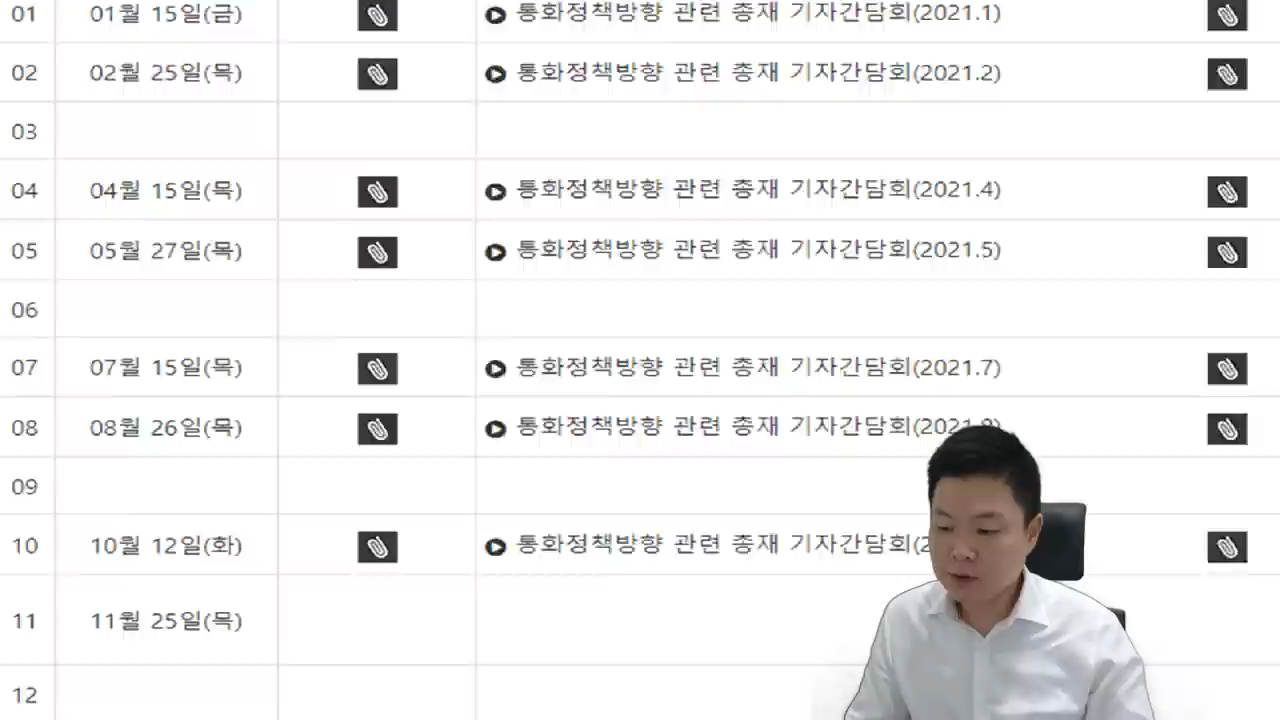 01 01월 15일(금) 통화정책방향 관련 총재 기자간담회(2021.1)
02 02월 25일(목) 통화정책방향 관련 총재 기자간담회(2021.2)
03
04 04월 15일(목) 통화정책방향 관련 총재 기자간담회(2021.4)
05 05월 27일(목) 통화정책방향 관련 총재 기자간담회(2021.5)
06
07 07월 15일(목) 통화정책방향 관련 총재 기자간담회(2021.7)
08 08월 26일(목) 통화정책방향 관련 총재 기자간담회(2021.8)
09
10 10월 12일(화) 통화정책방향 관련 총재 기자간담회(2
11 11월 25일(목)
12